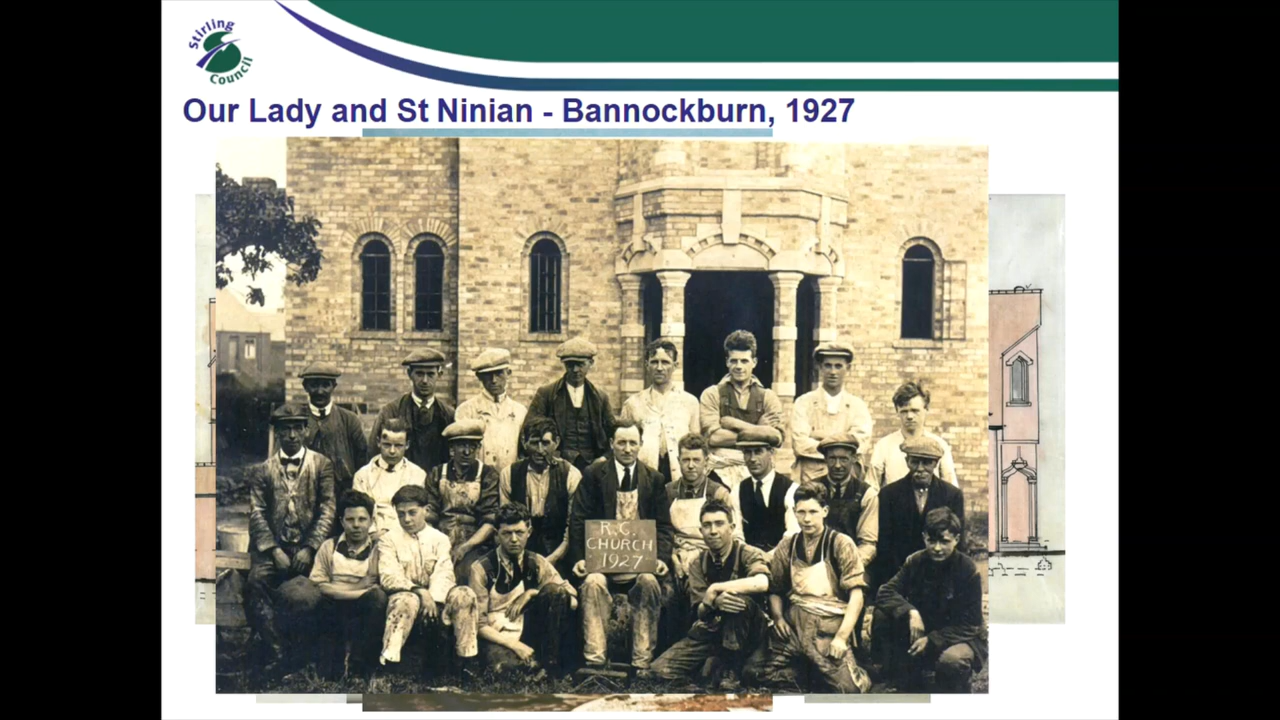 Stirling
Council
Our Lady and St Ninian - Bannockburn, 1927
R.C.
CHURCH
1927